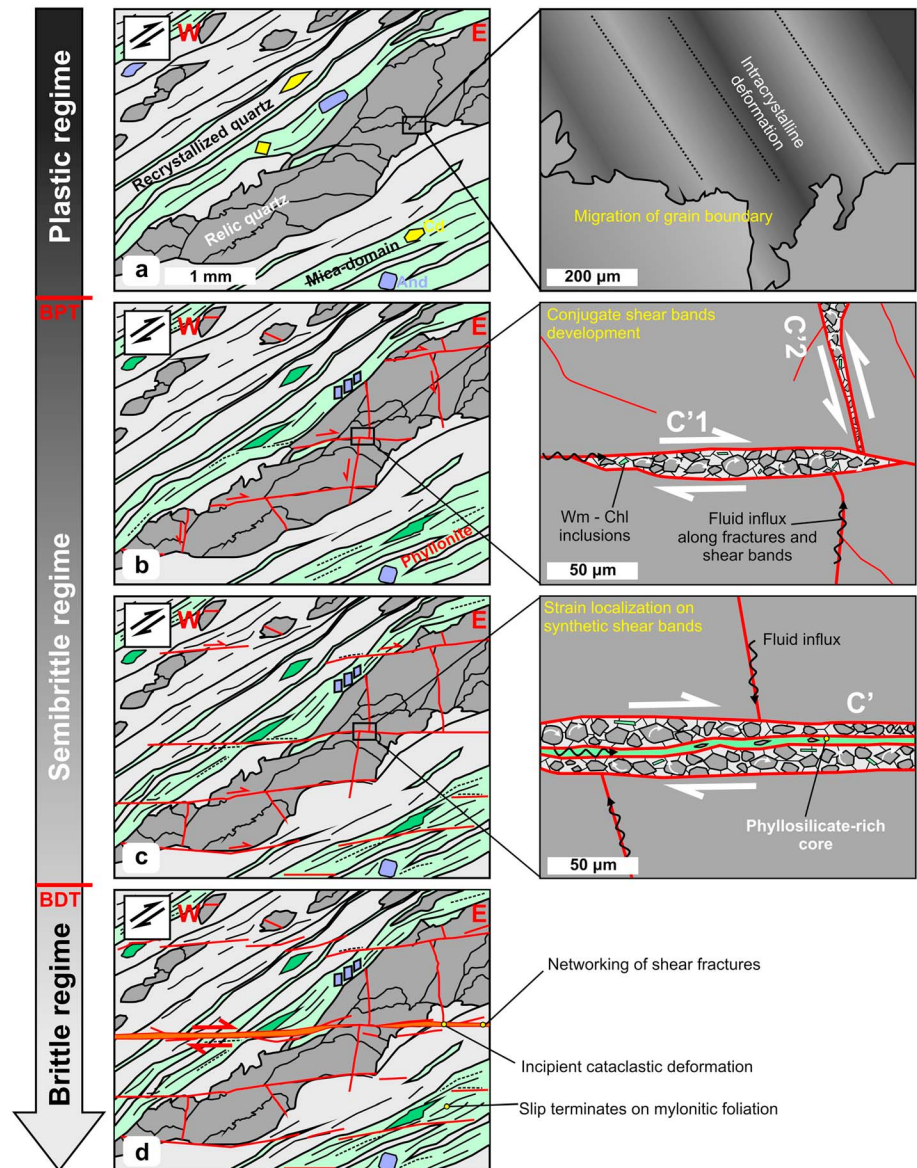 Plastic regime
BPT
Semibrittle regime
BDT
Brittle regime
W
E
Recrystallized quartz
Relic quartz
Mica-domain
Cd
And
a
1 mm
Intracrystalline
deformation
Migration of grain boundary
200 µm
W
E
Phyllonite
b
Conjugate shear bands
development
C'2
C'1
Wm - Chl
inclusions
Fluid influx
along fractures and
shear bands
50 µm
W
E
c
Strain localization on
synthetic shear bands
Fluid influx
C'
Phyllosilicate-rich
core
50 µm
W
E
d
Networking of shear fractures
Incipient cataclastic deformation
Slip terminates on mylonitic foliation